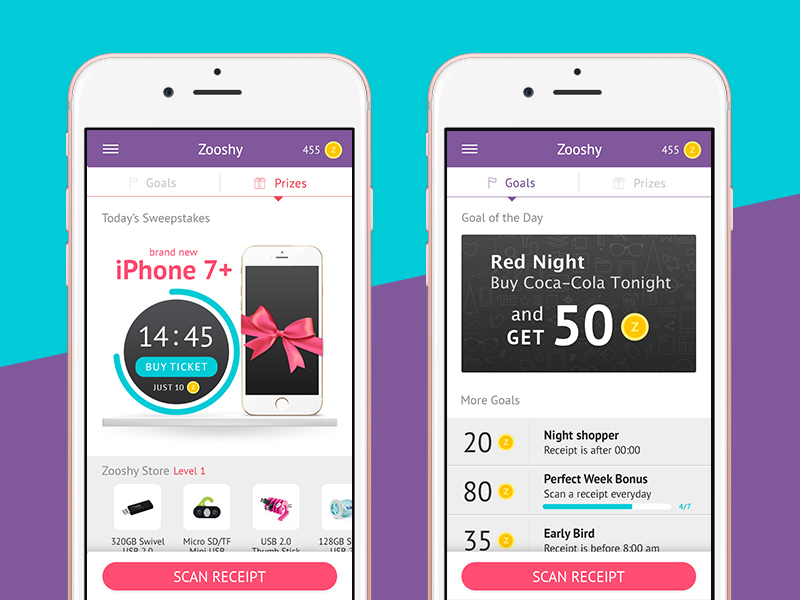 Zooshy
455 Z
Goals
Prizes
Today's Sweepstakes
brand new
iPhone 7+
14:45
BUY TICKET
JUST 10 Z
Zooshy Store Level 1
320GB Swivel
USB 2.0
Micro SD/TF
Mini USB
USB 2.0
Thumb Stick
128GB S
SCAN RECEIPT
Zooshy
455 Z
Goals
Prizes
Goal of the Day
Red Night
Buy Coca-Cola Tonight
and
GET 50 Z
More Goals
20 Z
Night shopper
Receipt is after 00:00
80 Z
Perfect Week Bonus
Scan a receipt everyday
4/7
35 Z
Early Bird
Receipt is before 8:00 am
SCAN RECEIPT